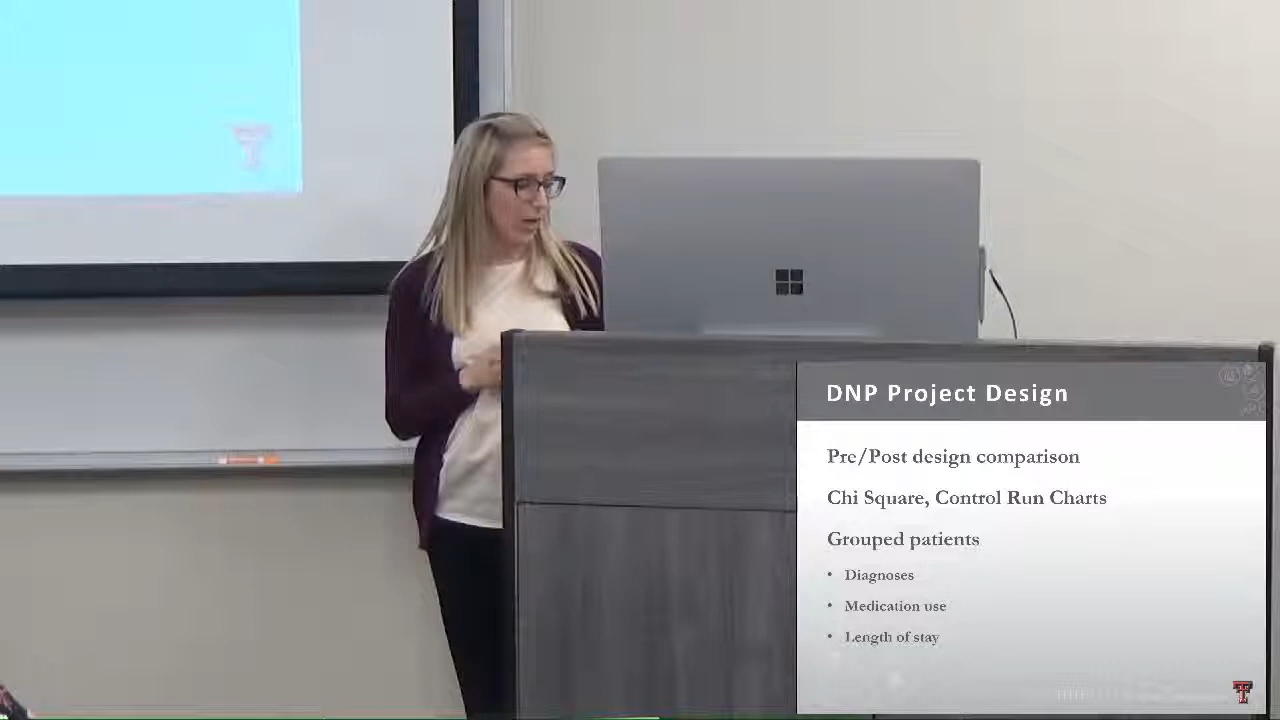 DNP Project Design
Pre/Post design comparison
Chi Square, Control Run Charts
Grouped patients
• Diagnoses
• Medication use
• Length of stay